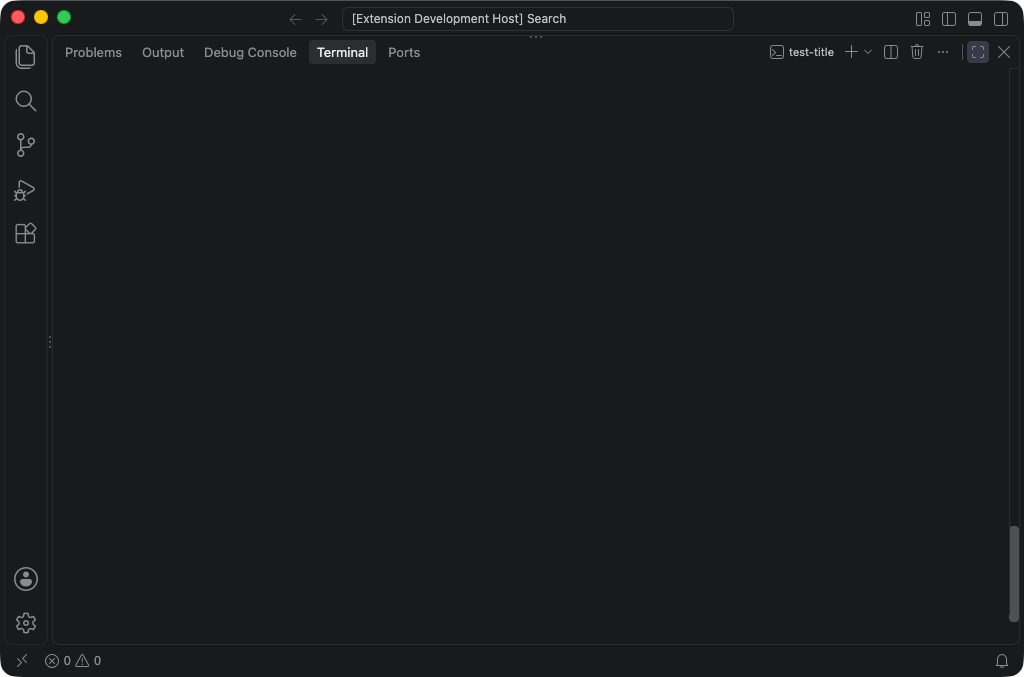 [Extension Development Host] Search
Problems Output Debug Console Terminal Ports test-title
0 0